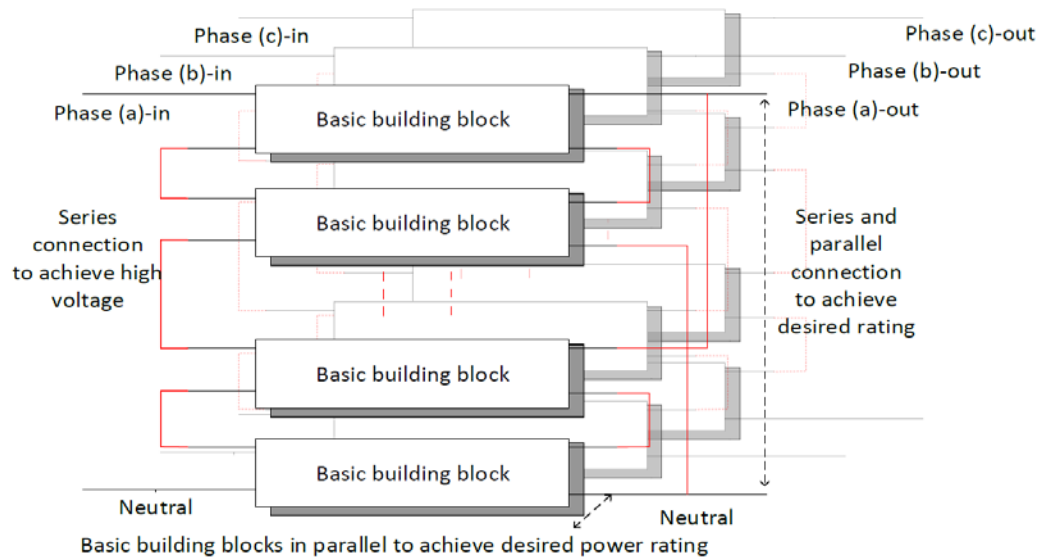 Phase (c)-in
Phase (c)-out
Phase (b)-in
Phase (b)-out
Phase (a)-in
Phase (a)-out
Basic building block
Basic building block
Series
connection
to achieve high
voltage
Series and
parallel
connection
to achieve
desired rating
Basic building block
Basic building block
Neutral
Neutral
Basic building blocks in parallel to achieve desired power rating